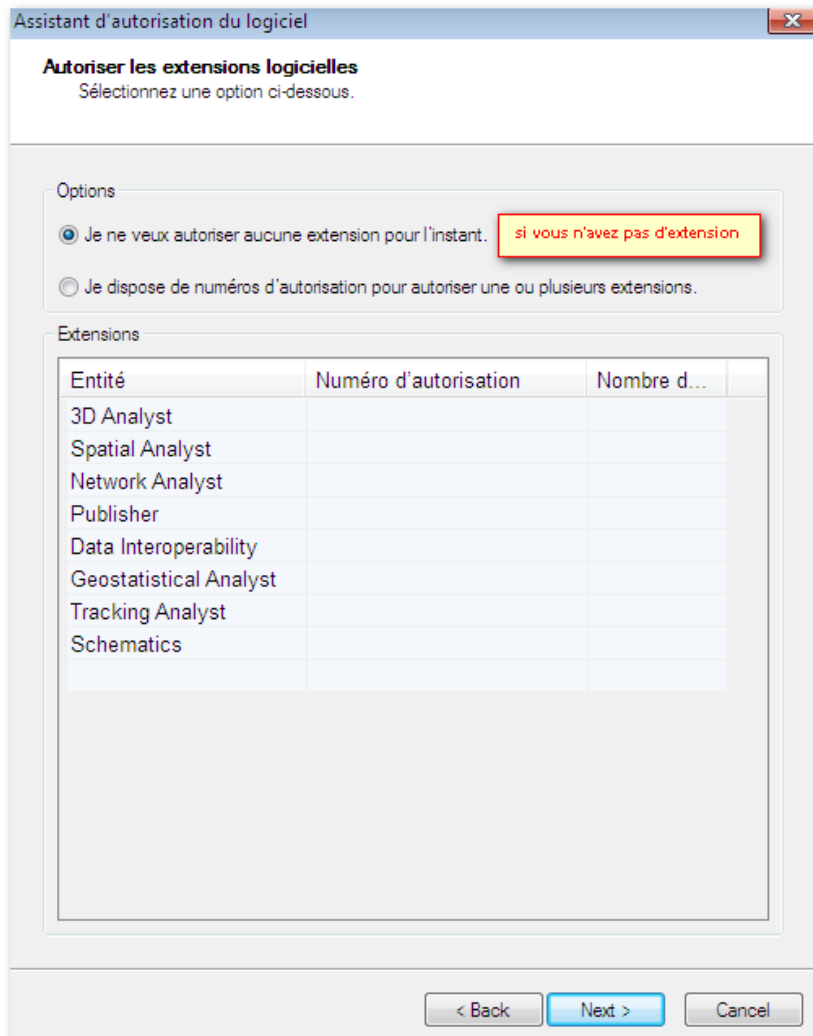 Assistant d'autorisation du logiciel
Autoriser les extensions logicielles
Sélectionnez une option ci-dessous.
Options
Je ne veux autoriser aucune extension pour l'instant.
si vous n'avez pas d'extension
Je dispose de numéros d'autorisation pour autoriser une ou plusieurs extensions.
Extensions
Entité Numéro d'autorisation Nombre d...
3D Analyst
Spatial Analyst
Network Analyst
Publisher
Data Interoperability
Geostatistical Analyst
Tracking Analyst
Schematics
< Back Next > Cancel